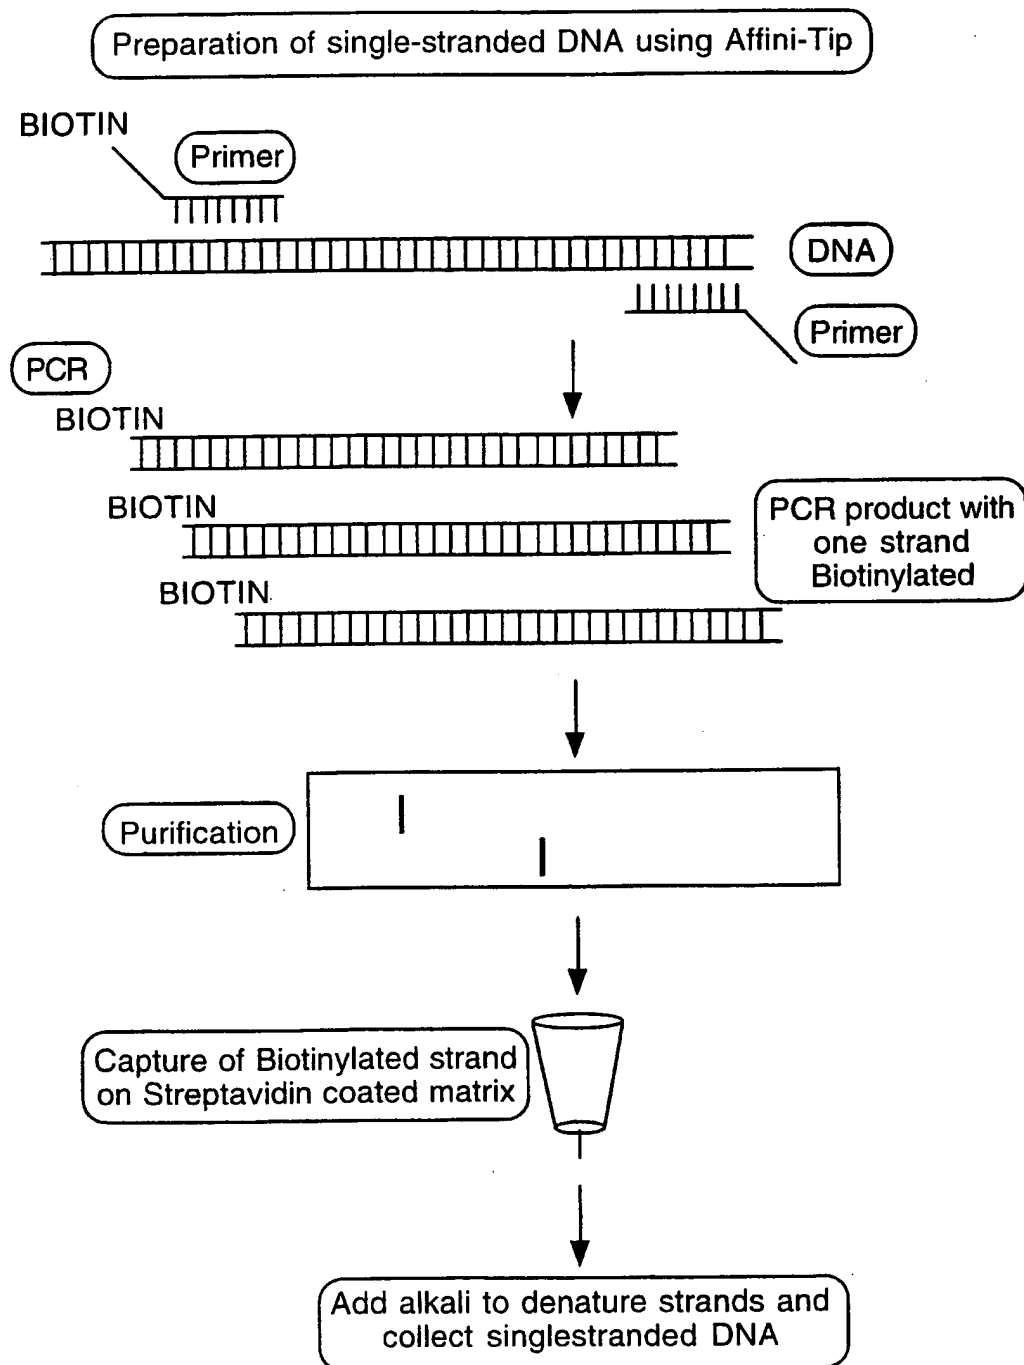 Preparation of single-stranded DNA using Affini-Tip
BIOTIN
Primer
DNA
Primer
PCR
BIOTIN
BIOTIN
PCR product with
one strand
Biotinylated
BIOTIN
Purification
Capture of Biotinylated strand
on Streptavidin coated matrix
Add alkali to denature strands and
collect singlestranded DNA